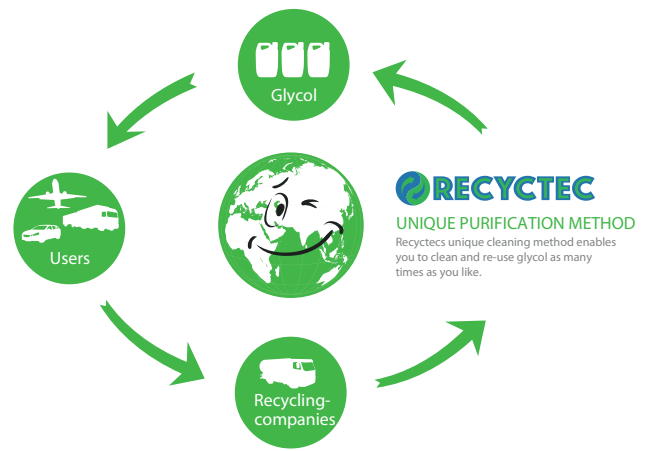 Glycol
RECYCTEC
UNIQUE PURIFICATION METHOD
Recyctecs unique cleaning method enables
you to clean and re-use glycol as many
times as you like.
Users
Recycling-
companies